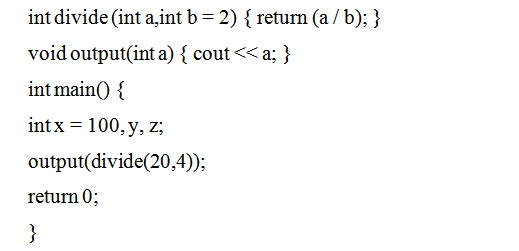 int divide (int a,int b = 2) { return (a / b); }
void output(int a) { cout << a; }
int main() {
int x = 100, y, z;
output(divide(20,4));
return 0;
}